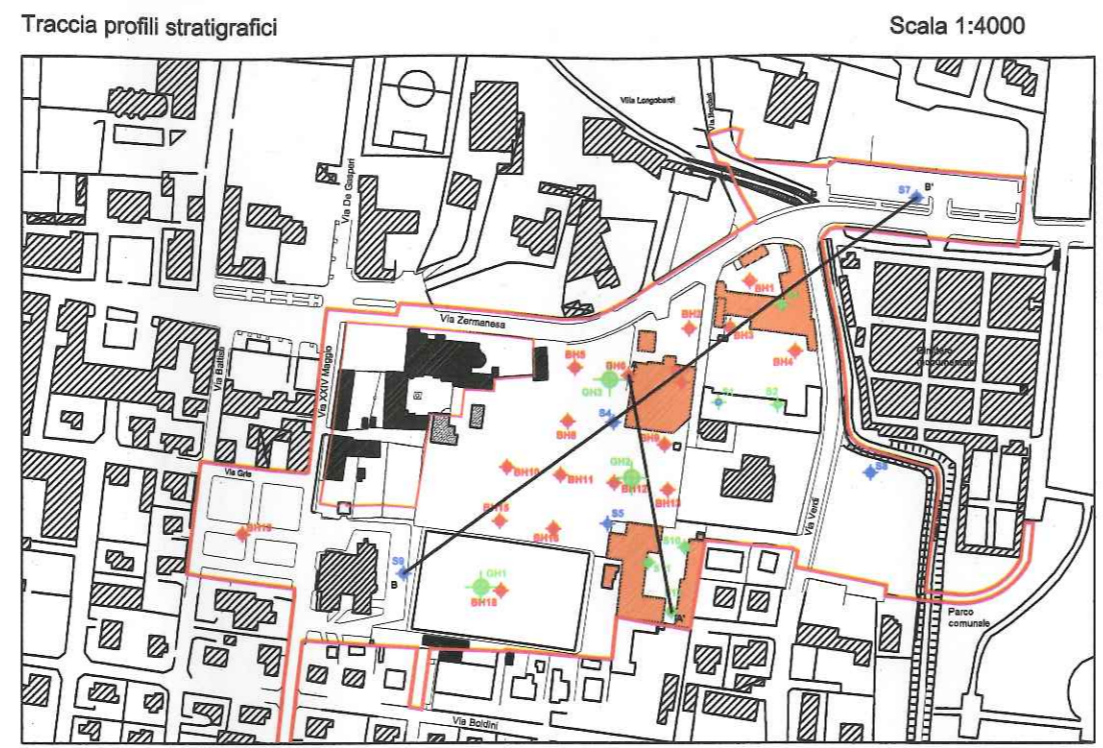 Traccia profili stratigrafici
Scala 1:4000
Villa Longobardi
Via De Gasperi
S7
B'
BH1
Via Zermanesa
BH2
BH3
BH4
Via Battisti
Via XXIV Maggio
BH5
BH6
A
GH3
S1
S2
S4
BH8
BH9
Via Gris
BH10
BH11
GH2
BH12
BH13
S8
BH15
BH16
S5
Via Verdi
BH19
S10
S9
B
GH1
BH18
A'
Parco
comunale
Via Boldini